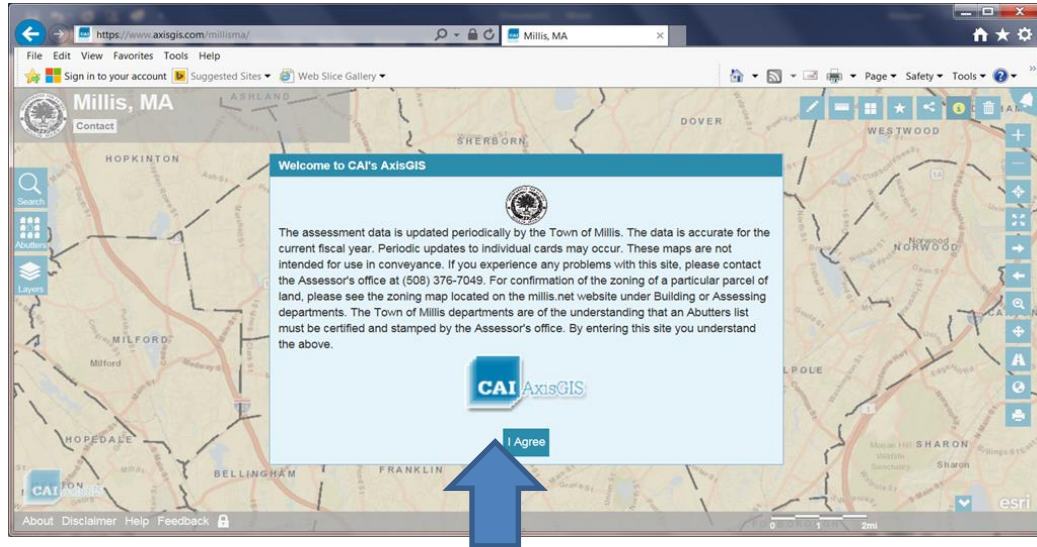 https://www.axisgis.com/millisma/
Millis, MA
File Edit View Favorites Tools Help
Sign in to your account Suggested Sites Web Slice Gallery
Page Safety Tools
Millis, MA
Contact
ASHLAND
DOVER
SHERBORN
WESTWOOD
HOPKINTON
Search
Abutters
Layers
Norwood
NORWOOD
MILFORD
Milford
HOPEDALE
BELLINGHAM
FRANKLIN
SHARON
Sharon
Welcome to CAI's AxisGIS
The assessment data is updated periodically by the Town of Millis. The data is accurate for the
current fiscal year. Periodic updates to individual cards may occur. These maps are not
intended for use in conveyance. If you experience any problems with this site, please contact
the Assessor's office at (508) 376-7049. For confirmation of the zoning of a particular parcel of
land, please see the zoning map located on the millis.net website under Building or Assessing
departments. The Town of Millis departments are of the understanding that an Abutters list
must be certified and stamped by the Assessor's office. By entering this site you understand
the above.
CAI AxisGIS
I Agree
CAI
esri
About Disclaimer Help Feedback
0 1 2mi